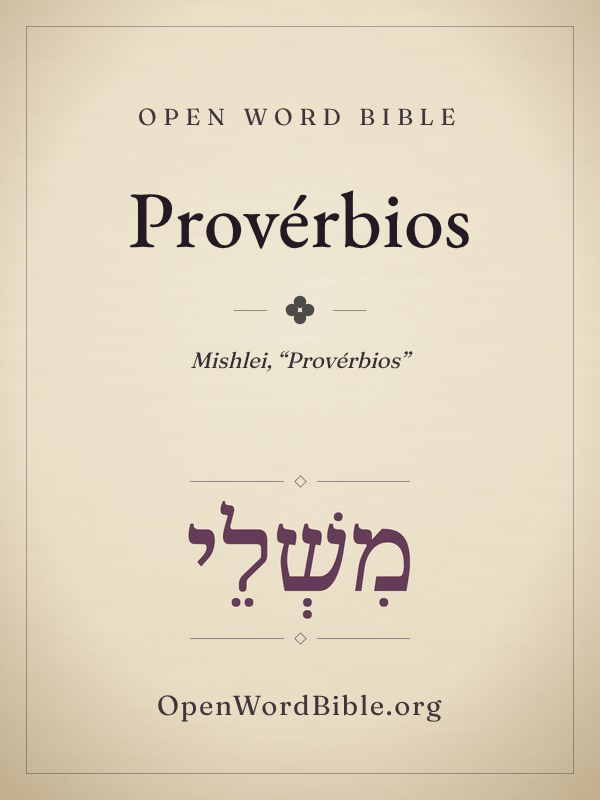 OPEN WORD BIBLE
Provérbios
Mishlei, “Provérbios”
מִשְׁלֵי
OpenWordBible.org